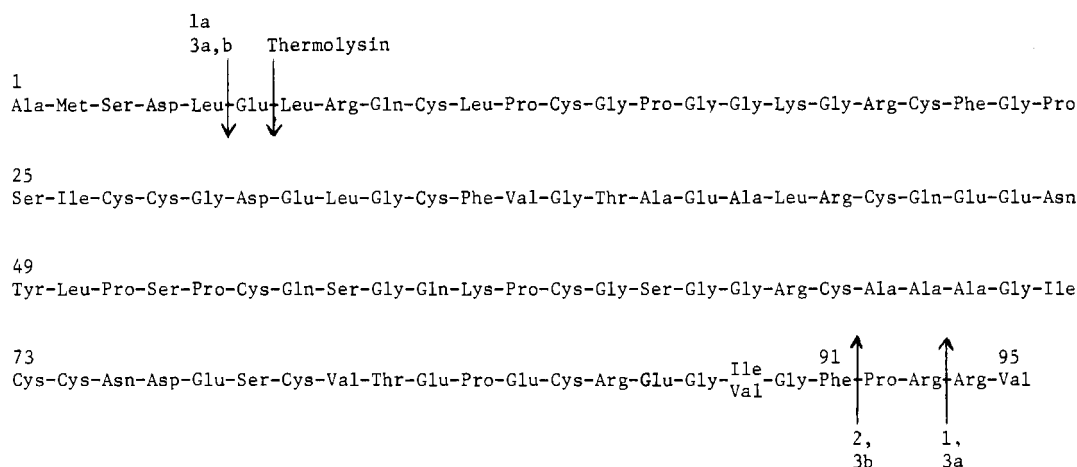 1a
3a,b Thermolysin
1
Ala-Met-Ser-Asp-Leu-Glu-Leu-Arg-Gln-Cys-Leu-Pro-Cys-Gly-Pro-Gly-Gly-Lys-Gly-Arg-Cys-Phe-Gly-Pro
25
Ser-Ile-Cys-Cys-Gly-Asp-Glu-Leu-Gly-Cys-Phe-Val-Gly-Thr-Ala-Glu-Ala-Leu-Arg-Cys-Gln-Glu-Glu-Asn
49
Tyr-Leu-Pro-Ser-Pro-Cys-Gln-Ser-Gly-Gln-Lys-Pro-Cys-Gly-Ser-Gly-Gly-Arg-Cys-Ala-Ala-Ala-Gly-Ile
73 91 95
Cys-Cys-Asn-Asp-Glu-Ser-Cys-Val-Thr-Glu-Pro-Glu-Cys-Arg-Glu-Gly-Ile-Gly-Phe-Pro-Arg-Arg-Val
Val
2, 1,
3b 3a